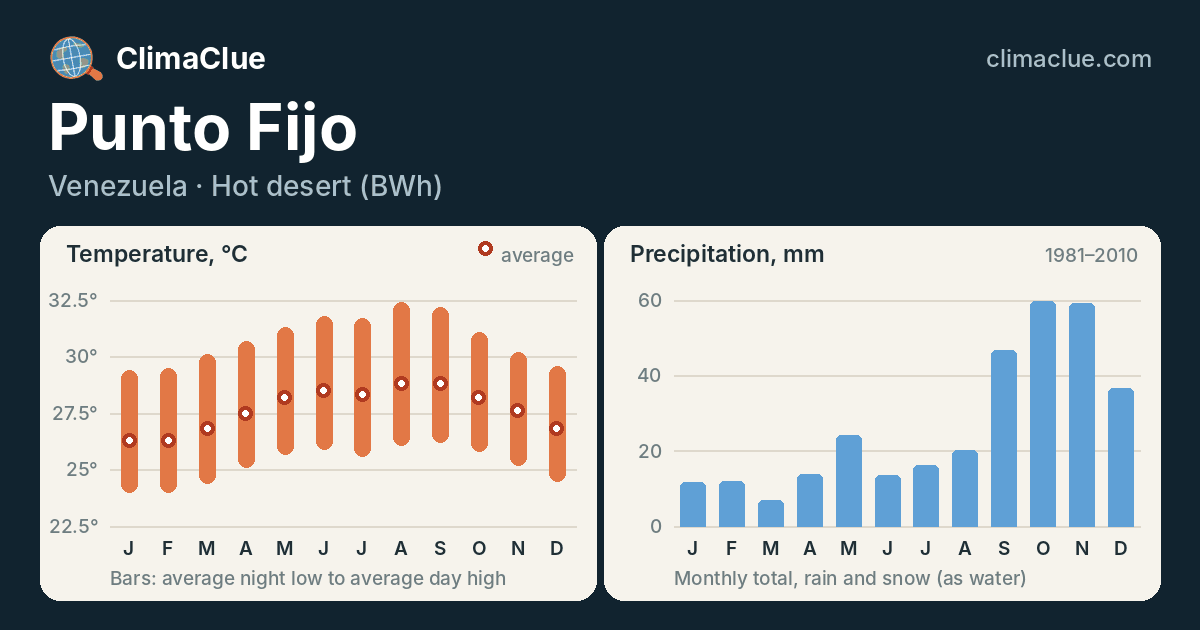 ClimaClue
climaclue.com
Punto Fijo
Venezuela · Hot desert (BWh)
Temperature, °C
average
32.5°
30°
27.5°
25°
22.5°
J F M A M J J A S O N D
Bars: average night low to average day high
Precipitation, mm
1981–2010
60
40
20
0
J F M A M J J A S O N D
Monthly total, rain and snow (as water)